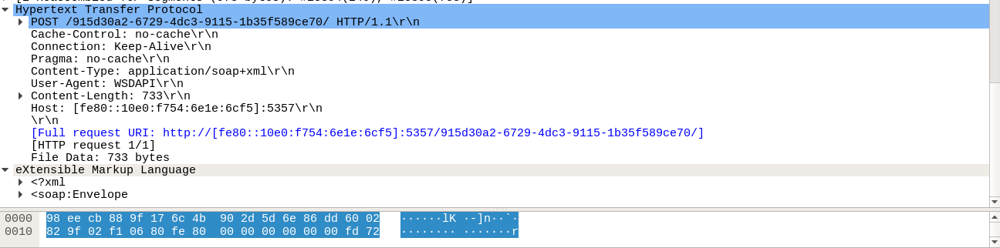 Hypertext Transfer Protocol
POST /915d30a2-6729-4dc3-9115-1b35f589ce70/ HTTP/1.1\r\n
Cache-Control: no-cache\r\n
Connection: Keep-Alive\r\n
Pragma: no-cache\r\n
Content-Type: application/soap+xml\r\n
User-Agent: WSDAPI\r\n
Content-Length: 733\r\n
Host: [fe80::10e0:f754:6e1e:6cf5]:5357\r\n
\r\n
[Full request URI: http://[fe80::10e0:f754:6e1e:6cf5]:5357/915d30a2-6729-4dc3-9115-1b35f589ce70/]
[HTTP request 1/1]
File Data: 733 bytes
eXtensible Markup Language
<?xml
<soap:Envelope
0000 98 ee cb 88 9f 17 6c 4b 90 2d 5d 6e 86 dd 60 02 ······lK ·-]n··`·
0010 82 9f 02 f1 06 80 fe 80 00 00 00 00 00 00 fd 72 ········ ·······r